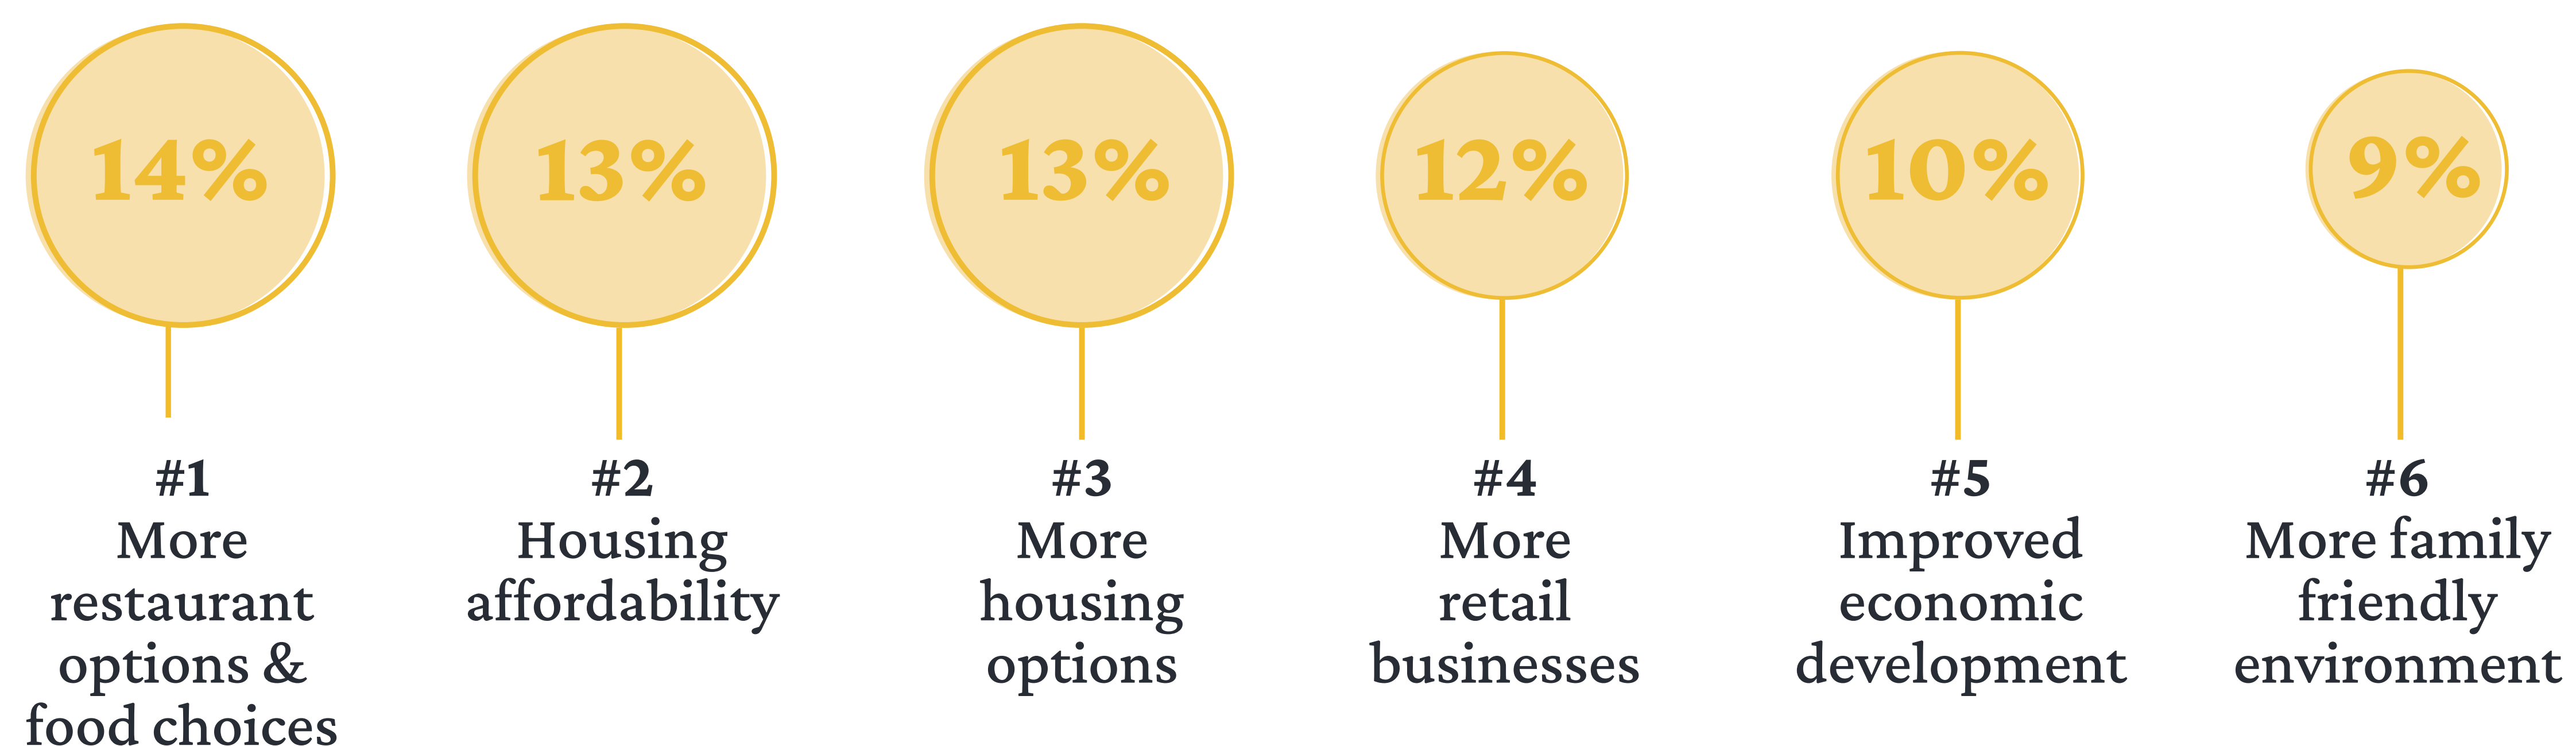 14%
#1
More
restaurant
options &
food choices
13%
#2
Housing
affordability
13%
#3
More
housing
options
12%
#4
More
retail
businesses
10%
#5
Improved
economic
development
9%
#6
More family
friendly
environment